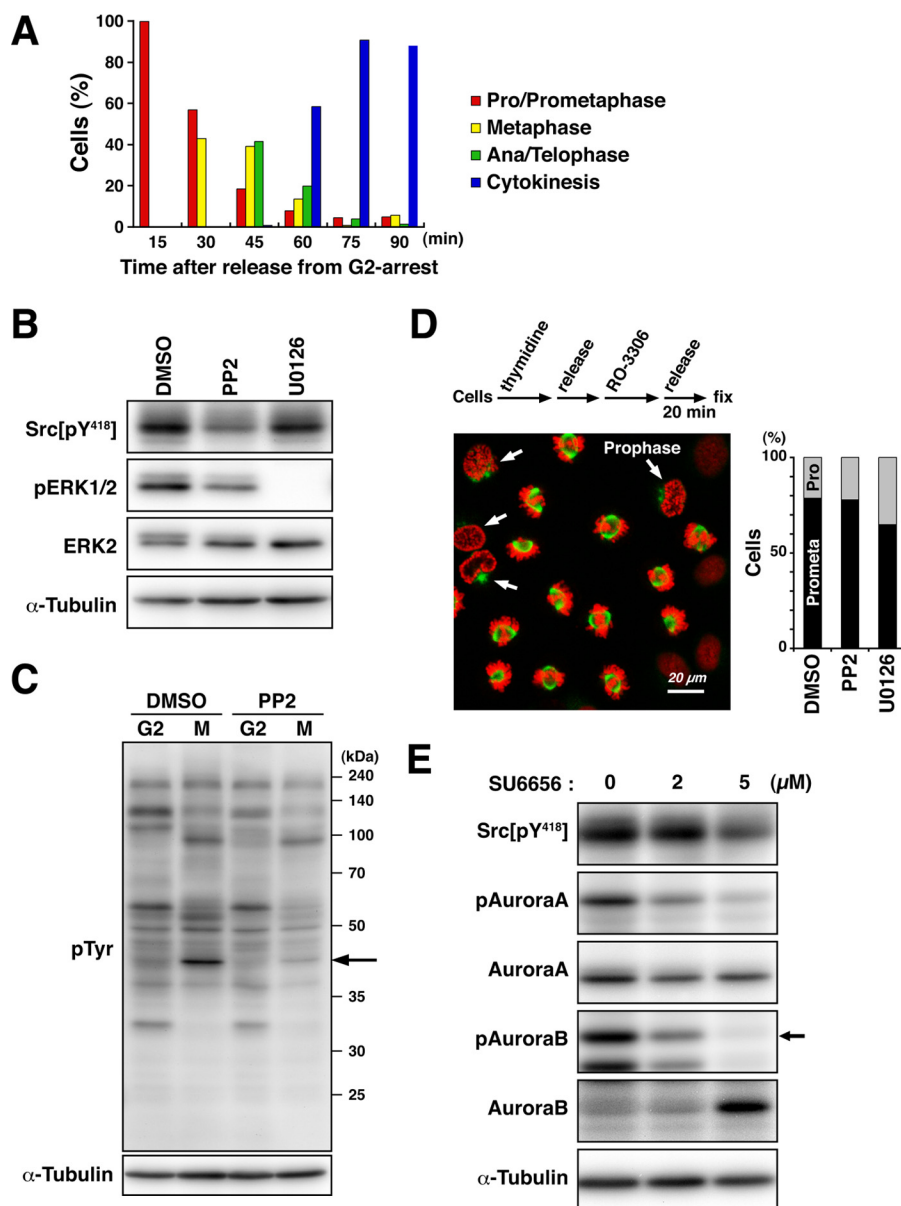 A
Cells (%)
100
80
60
40
20
0
15 30 45 60 75 90 (min)
Time after release from G2-arrest
Pro/Prometaphase
Metaphase
Ana/Telophase
Cytokinesis
B
DMSO PP2 U0126
Src[pY418]
pERK1/2
ERK2
α-Tubulin
C
DMSO PP2
G2 M G2 M
(kDa)
240
140
100
70
50
35
30
25
pTyr
α-Tubulin
D
Cells thymidine release RO-3306 release fix
20 min
Prophase
20 µm
(%)
100
50
0
Cells
Pro
Prometa
DMSO PP2 U0126
E
SU6656 : 0 2 5 (µM)
Src[pY418]
pAuroraA
AuroraA
pAuroraB
AuroraB
α-Tubulin